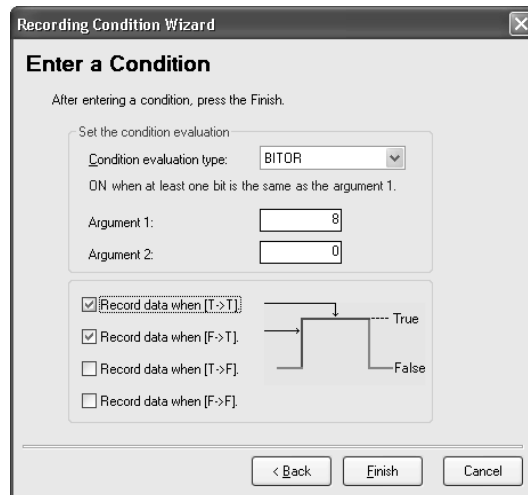 Recording Condition Wizard
Enter a Condition
After entering a condition, press the Finish.
Set the condition evaluation
Condition evaluation type: BITOR
ON when at least one bit is the same as the argument 1.
Argument 1: 8
Argument 2: 0
Record data when [T->T].
Record data when [F->T].
Record data when [T->F].
Record data when [F->F].
True
False
< Back Finish Cancel